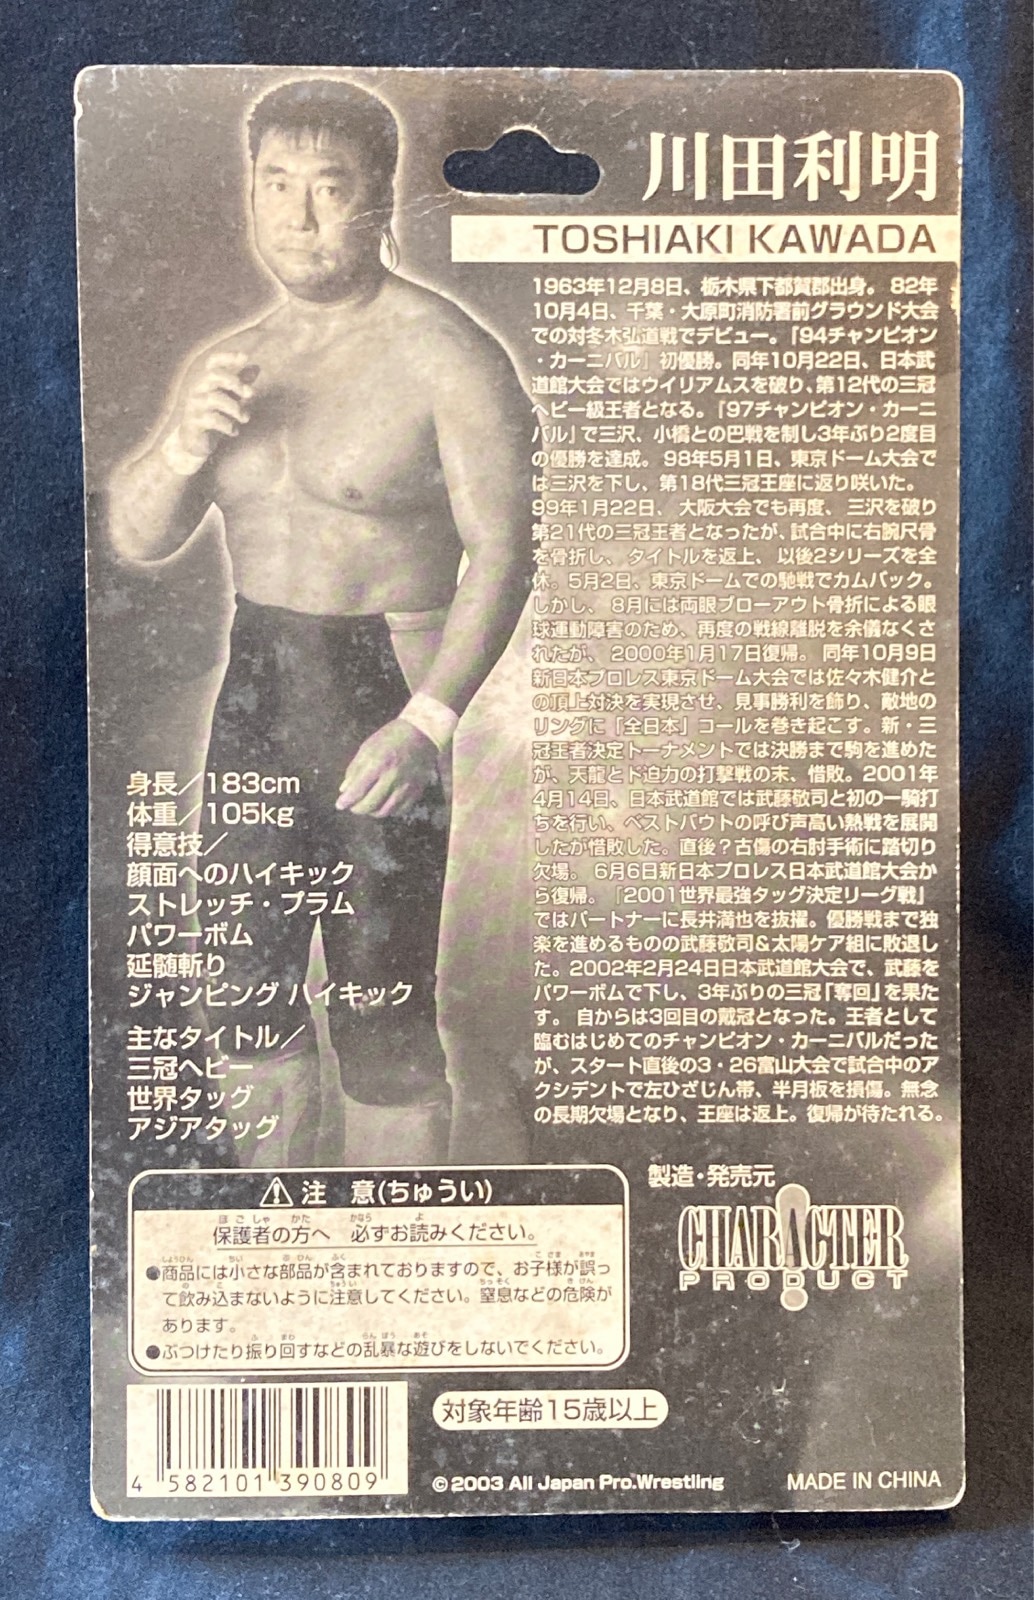 川田利明
TOSHIAKI KAWADA
1963年12月8日、栃木県下都賀郡出身。82年
10月4日、千葉・大原町消防署前グラウンド大会
での対冬木弘道戦でデビュー。『94チャンピオン
・カーニバル』初優勝。同年10月22日、日本武
道館大会ではウイリアムスを破り、第12代の三冠
ヘビー級王者となる。『97チャンピオン・カーニ
バル』で三沢、小橋との巴戦を制し3年ぶり2度目
の優勝を達成。98年5月1日、東京ドーム大会で
は三沢を下し、第18代三冠王座に返り咲いた。
99年1月22日、大阪大会でも再度、三沢を破り
第21代の三冠王者となったが、試合中に右腕尺骨
を骨折し、タイトルを返上、以後2シリーズを全
休。5月2日、東京ドームでの馳戦でカムバック。
しかし、8月には両眼ブローアウト骨折による眼
球運動障害のため、再度の戦線離脱を余儀なくさ
れたが、2000年1月17日復帰。同年10月9日
新日本プロレス東京ドーム大会では佐々木健介と
の頂上対決を実現させ、見事勝利を飾り、敵地の
リングに「全日本」コールを巻き起こす。新・三
冠王者決定トーナメントでは決勝まで駒を進めた
が、天龍とド迫力の打撃戦の末、惜敗。2001年
4月14日、日本武道館では武藤敬司と初の一騎打
ちを行い、ベストバウトの呼び声高い熱戦を展開
したが惜敗した。直後?古傷の右肘手術に踏切り
欠場。6月6日新日本プロレス日本武道館大会か
ら復帰。『2001世界最強タッグ決定リーグ戦』
ではパートナーに長井満也を抜擢。優勝戦まで独
楽を進めるものの武藤敬司&太陽ケア組に敗退し
た。2002年2月24日日本武道館大会で、武藤を
パワーボムで下し、3年ぶりの三冠「奪回」を果た
す。自からは3回目の戴冠となった。王者として
臨むはじめてのチャンピオン・カーニバルだった
が、スタート直後の3・26富山大会で試合中のア
クシデントで左ひざじん帯、半月板を損傷。無念
の長期欠場となり、王座は返上。復帰が待たれる。
身長/183cm
体重/105kg
得意技/
顔面へのハイキック
ストレッチ・プラム
パワーボム
延髄斬り
ジャンピング ハイキック
主なタイトル/
三冠ヘビー
世界タッグ
アジアタッグ
⚠注 意(ちゅうい)
保護者の方へ 必ずお読みください。
●商品には小さな部品が含まれておりますので、お子様が誤っ
て飲み込まないように注意してください。窒息などの危険が
あります。
●ぶつけたり振り回すなどの乱暴な遊びをしないでください。
製造・発売元
CHARACTER
PRODUCT
対象年齢15歳以上
4 582101 390809
©2003 All Japan Pro.Wrestling
MADE IN CHINA